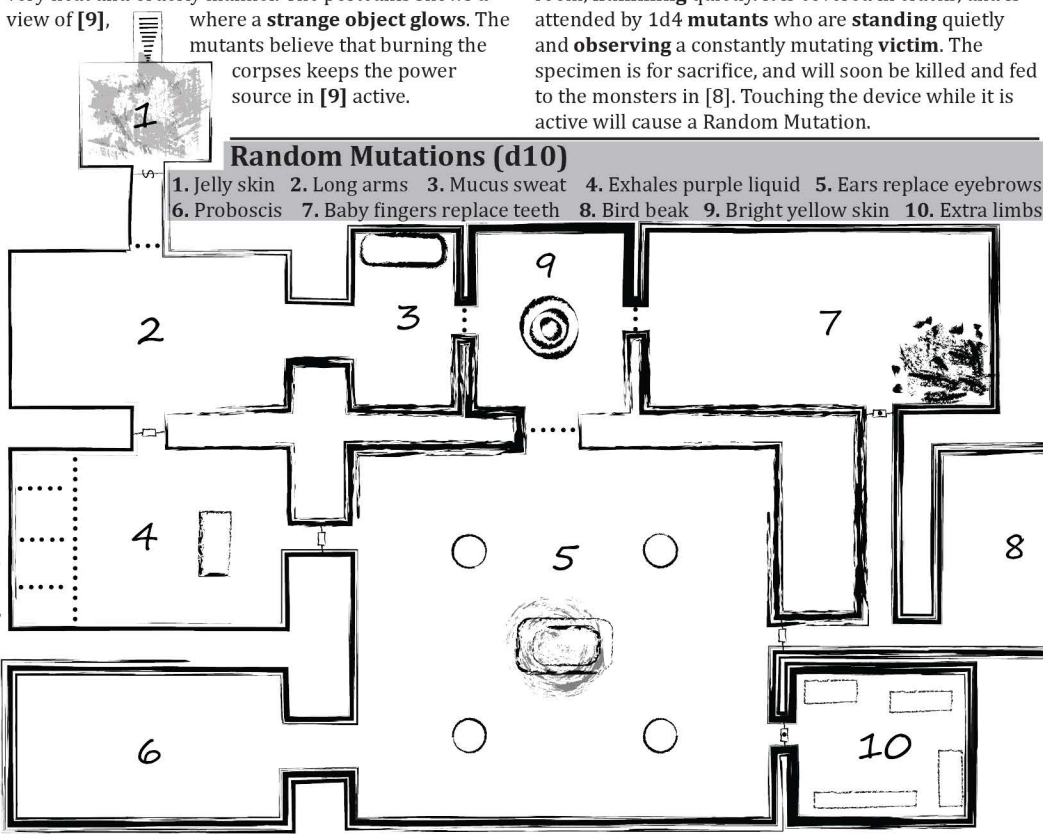 view of [9],
where a strange object glows. The
mutants believe that burning the
corpses keeps the power
source in [9] active.
attended by 1d4 mutants who are standing quietly
and observing a constantly mutating victim. The
specimen is for sacrifice, and will soon be killed and fed
to the monsters in [8]. Touching the device while it is
active will cause a Random Mutation.
Random Mutations (d10)
1. Jelly skin 2. Long arms 3. Mucus sweat 4. Exhales purple liquid 5. Ears replace eyebrows
6. Proboscis 7. Baby fingers replace teeth 8. Bird beak 9. Bright yellow skin 10. Extra limbs
1
S
2
3
9
7
4
5
8
6
10